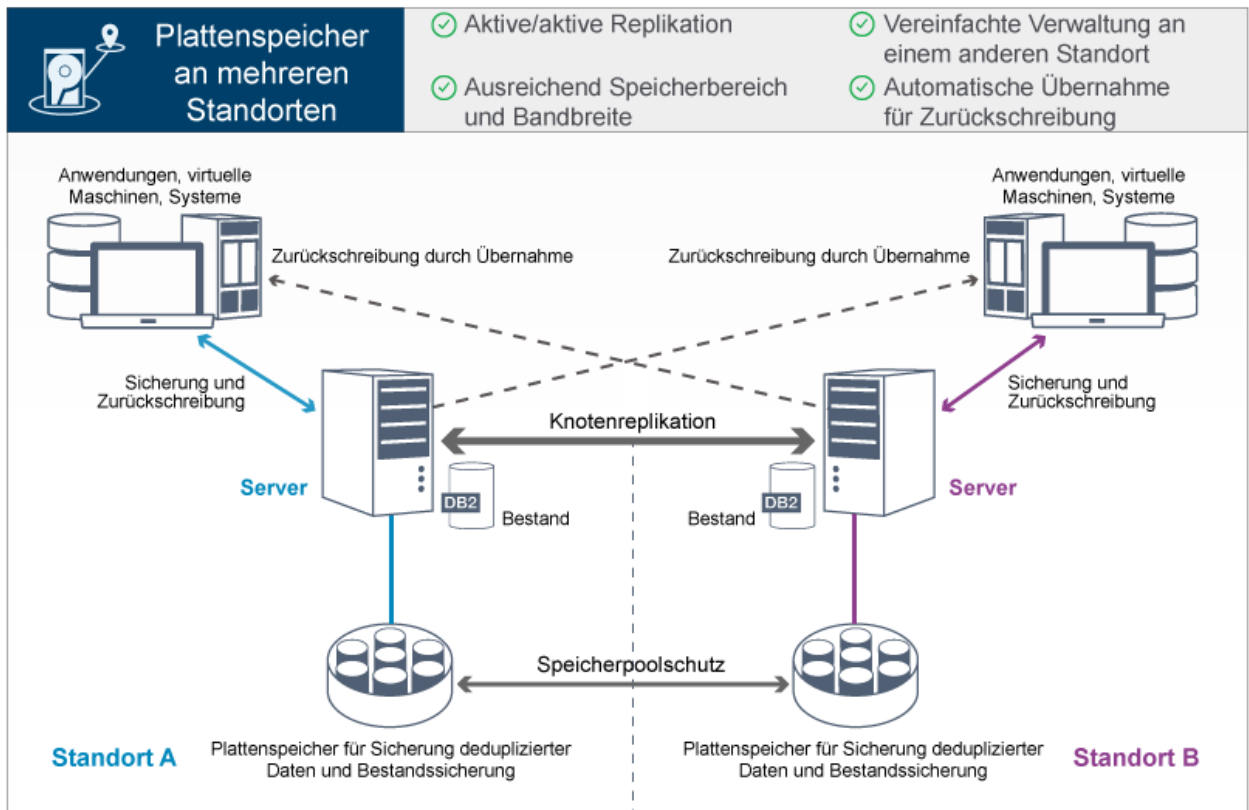 Plattenspeicher
an mehreren
Standorten
Aktive/aktive Replikation
Ausreichend Speicherbereich
und Bandbreite
Vereinfachte Verwaltung an
einem anderen Standort
Automatische Übernahme
für Zurückschreibung
Anwendungen, virtuelle
Maschinen, Systeme
Anwendungen, virtuelle
Maschinen, Systeme
Zurückschreibung durch Übernahme
Zurückschreibung durch Übernahme
Sicherung und
Zurückschreibung
Sicherung und
Zurückschreibung
Knotenreplikation
Server
Server
DB2
Bestand
Bestand
DB2
Speicherpoolschutz
Standort A
Plattenspeicher für Sicherung deduplizierter
Daten und Bestandssicherung
Plattenspeicher für Sicherung deduplizierter
Daten und Bestandssicherung
Standort B